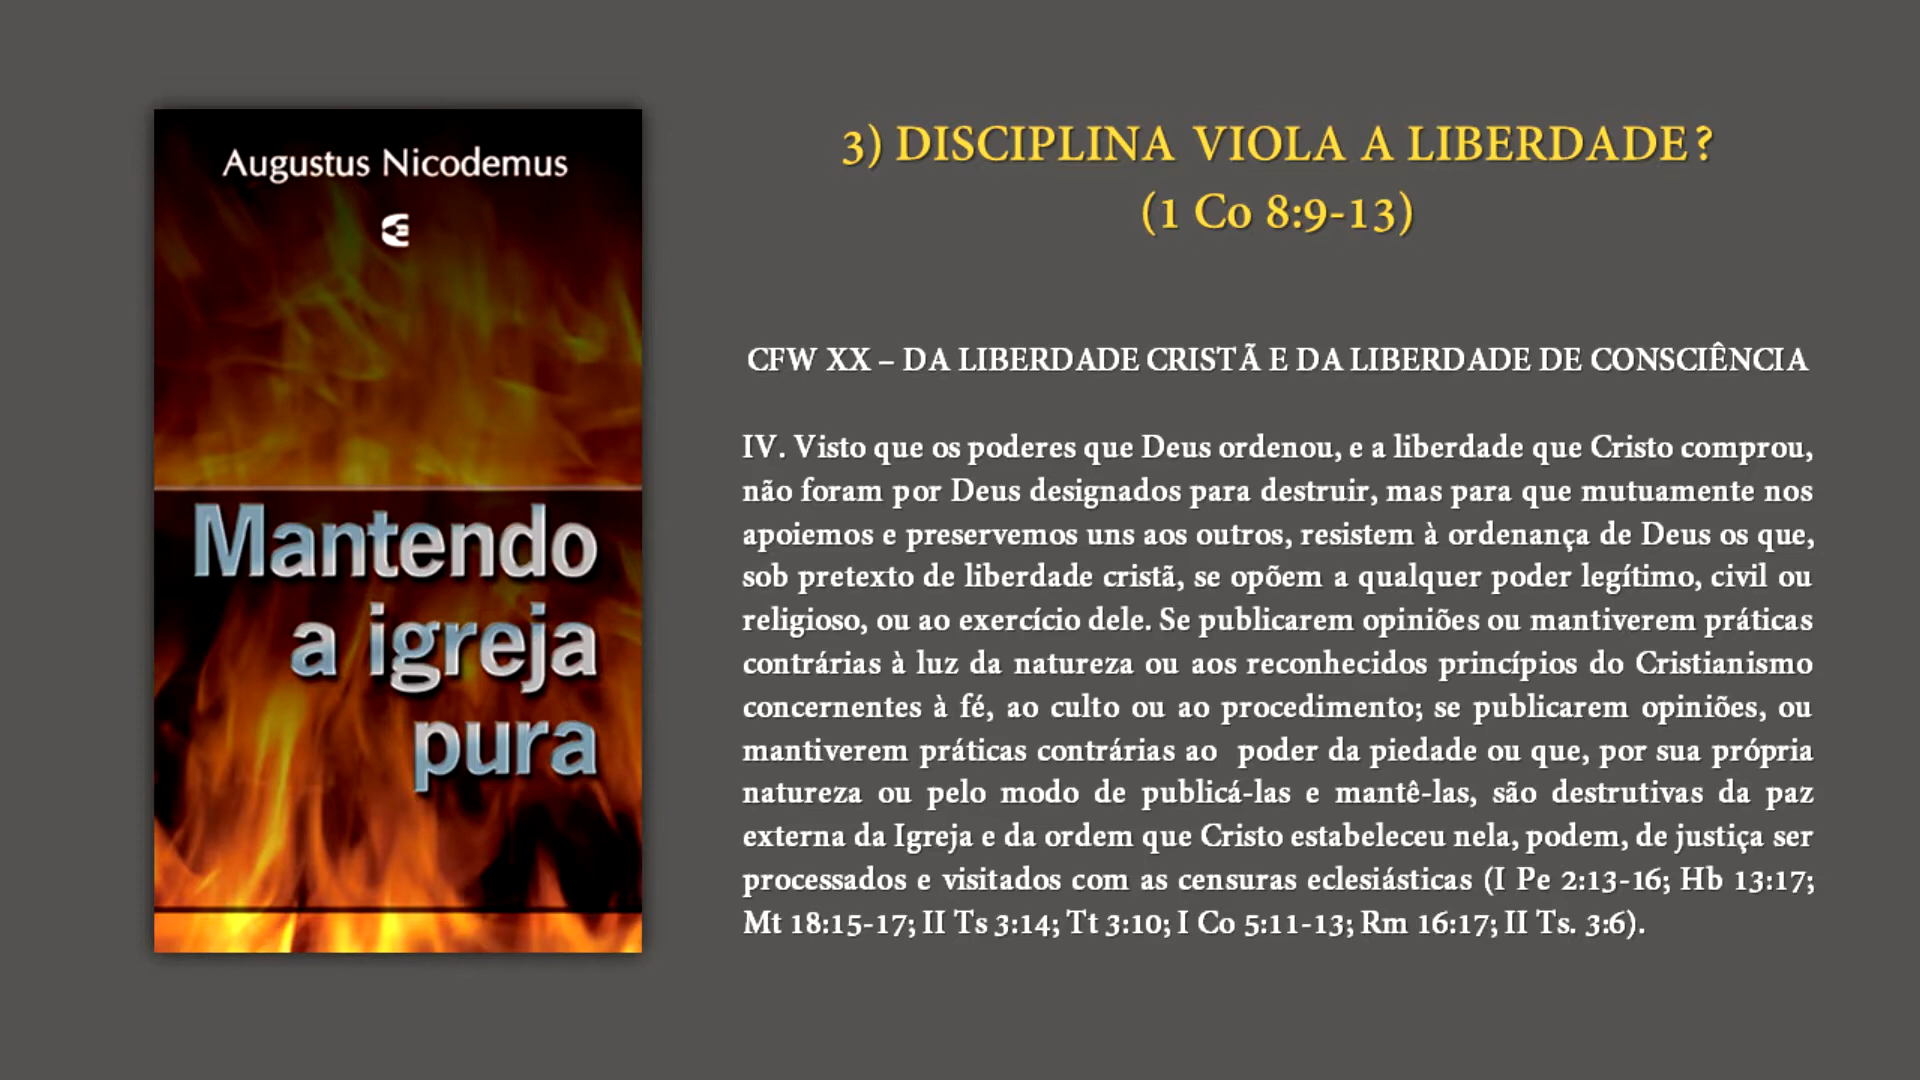 Augustus Nicodemus
Mantendo
a igreja
pura
3) DISCIPLINA VIOLA A LIBERDADE?
(1 Co 8:9-13)
CFW XX – DA LIBERDADE CRISTÃ E DA LIBERDADE DE CONSCIÊNCIA
IV. Visto que os poderes que Deus ordenou, e a liberdade que Cristo comprou,
não foram por Deus designados para destruir, mas para que mutuamente nos
apoiemos e preservemos uns aos outros, resistem à ordenança de Deus os que,
sob pretexto de liberdade cristã, se opõem a qualquer poder legítimo, civil ou
religioso, ou ao exercício dele. Se publicarem opiniões ou mantiverem práticas
contrárias à luz da natureza ou aos reconhecidos princípios do Cristianismo
concernentes à fé, ao culto ou ao procedimento; se publicarem opiniões, ou
mantiverem práticas contrárias ao poder da piedade ou que, por sua própria
natureza ou pelo modo de publicá-las e mantê-las, são destrutivas da paz
externa da Igreja e da ordem que Cristo estabeleceu nela, podem, de justiça ser
processados e visitados com as censuras eclesiásticas (I Pe 2:13-16; Hb 13:17;
Mt 18:15-17; II Ts 3:14; Tt 3:10; I Co 5:11-13; Rm 16:17; II Ts. 3:6).